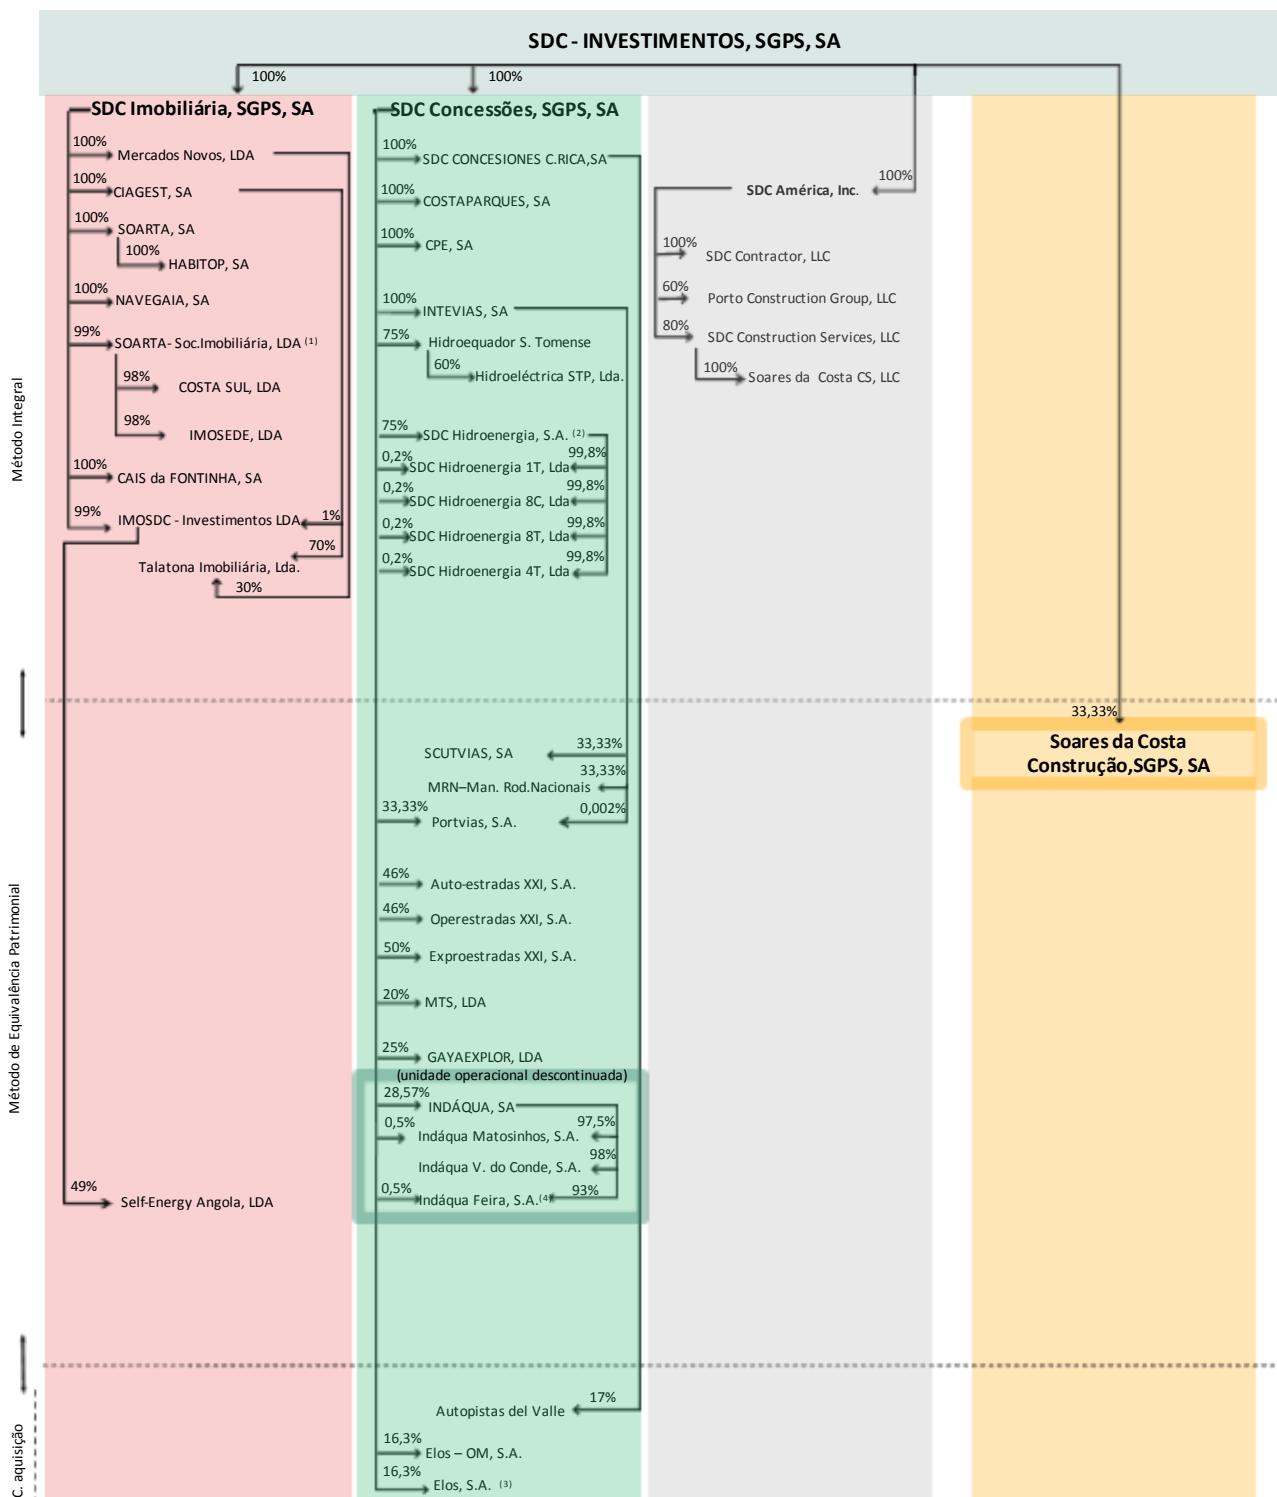 SDC - INVESTIMENTOS, SGPS, SA
100%
100%
SDC Imobiliária, SGPS, SA
100%
Mercados Novos, LDA
100%
CIAGEST, SA
100%
SOARTA, SA
100%
HABITOP, SA
100%
NAVEGAIA, SA
99%
SOARTA- Soc.Imobiliária, LDA (1)
98%
COSTA SUL, LDA
98%
IMOSEDE, LDA
100%
CAIS da FONTINHA, SA
99%
IMOSDC - Investimentos LDA
1%
70%
Talatona Imobiliária, Lda.
30%
49%
Self-Energy Angola, LDA
SDC Concessões, SGPS, SA
100%
SDC CONCESIONES C.RICA,SA
100%
COSTAPARQUES, SA
100%
CPE, SA
100%
INTEVIAS, SA
75%
Hidroequador S. Tomense
60%
Hidroeléctrica STP, Lda.
75%
SDC Hidroenergia, S.A. (2)
0,2%
SDC Hidroenergia 1T, Lda
99,8%
0,2%
SDC Hidroenergia 8C, Lda
99,8%
0,2%
SDC Hidroenergia 8T, Lda
99,8%
0,2%
SDC Hidroenergia 4T, Lda
99,8%
SCUTVIAS, SA
33,33%
MRN–Man. Rod.Nacionais
33,33%
33,33%
Portvias, S.A.
0,002%
46%
Auto-estradas XXI, S.A.
46%
Operestradas XXI, S.A.
50%
Exproestradas XXI, S.A.
20%
MTS, LDA
25%
GAYAEXPLOR, LDA
(unidade operacional descontinuada)
28,57%
INDÁQUA, SA
0,5%
Indáqua Matosinhos, S.A.
97,5%
Indáqua V. do Conde, S.A.
98%
0,5%
Indáqua Feira, S.A.(4)
93%
Autopistas del Valle
17%
16,3%
Elos – OM, S.A.
16,3%
Elos, S.A. (3)
100%
SDC América, Inc.
100%
SDC Contractor, LLC
60%
Porto Construction Group, LLC
80%
SDC Construction Services, LLC
100%
Soares da Costa CS, LLC
33,33%
Soares da Costa
Construção,SGPS, SA
Método Integral
Método de Equivalência Patrimonial
C. aquisição